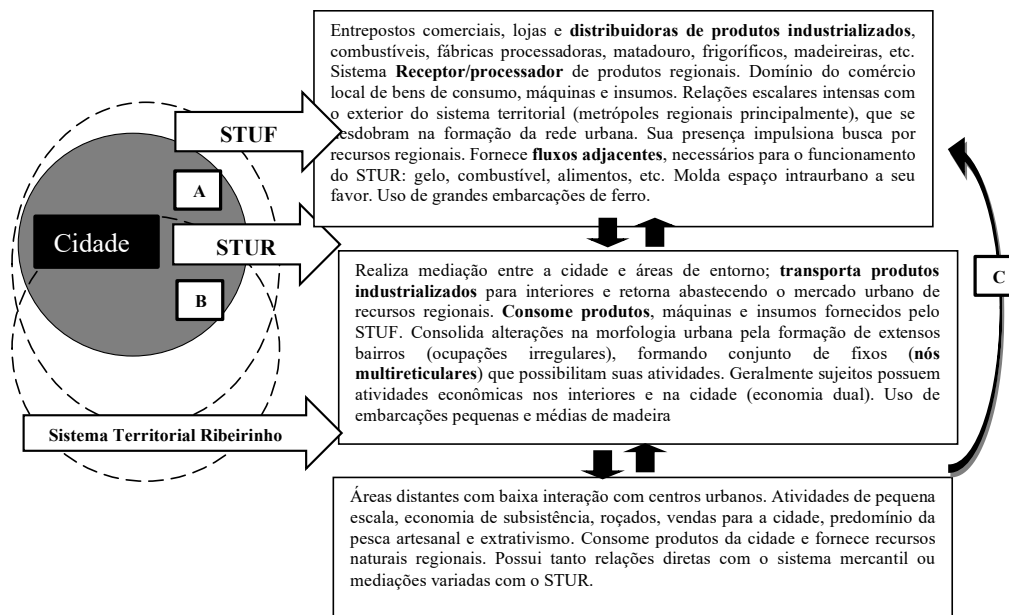 Entrepostos comerciais, lojas e distribuidoras de produtos industrializados,
combustíveis, fábricas processadoras, matadouro, frigoríficos, madeireiras, etc.
Sistema Receptor/processador de produtos regionais. Domínio do comércio
local de bens de consumo, máquinas e insumos. Relações escalares intensas com
o exterior do sistema territorial (metrópoles regionais principalmente), que se
desdobram na formação da rede urbana. Sua presença impulsiona busca por
recursos regionais. Fornece fluxos adjacentes, necessários para o funcionamento
do STUR: gelo, combustível, alimentos, etc. Molda espaço intraurbano a seu
favor. Uso de grandes embarcações de ferro.
STUF
A
Cidade
STUR
B
C
Realiza mediação entre a cidade e áreas de entorno; transporta produtos
industrializados para interiores e retorna abastecendo o mercado urbano de
recursos regionais. Consome produtos, máquinas e insumos fornecidos pelo
STUF. Consolida alterações na morfologia urbana pela formação de extensos
bairros (ocupações irregulares), formando conjunto de fixos (nós
multireticulares) que possibilitam suas atividades. Geralmente sujeitos possuem
atividades econômicas nos interiores e na cidade (economia dual). Uso de
embarcações pequenas e médias de madeira
Sistema Territorial Ribeirinho
Áreas distantes com baixa interação com centros urbanos. Atividades de pequena
escala, economia de subsistência, roçados, vendas para a cidade, predomínio da
pesca artesanal e extrativismo. Consome produtos da cidade e fornece recursos
naturais regionais. Possui tanto relações diretas com o sistema mercantil ou
mediações variadas com o STUR.